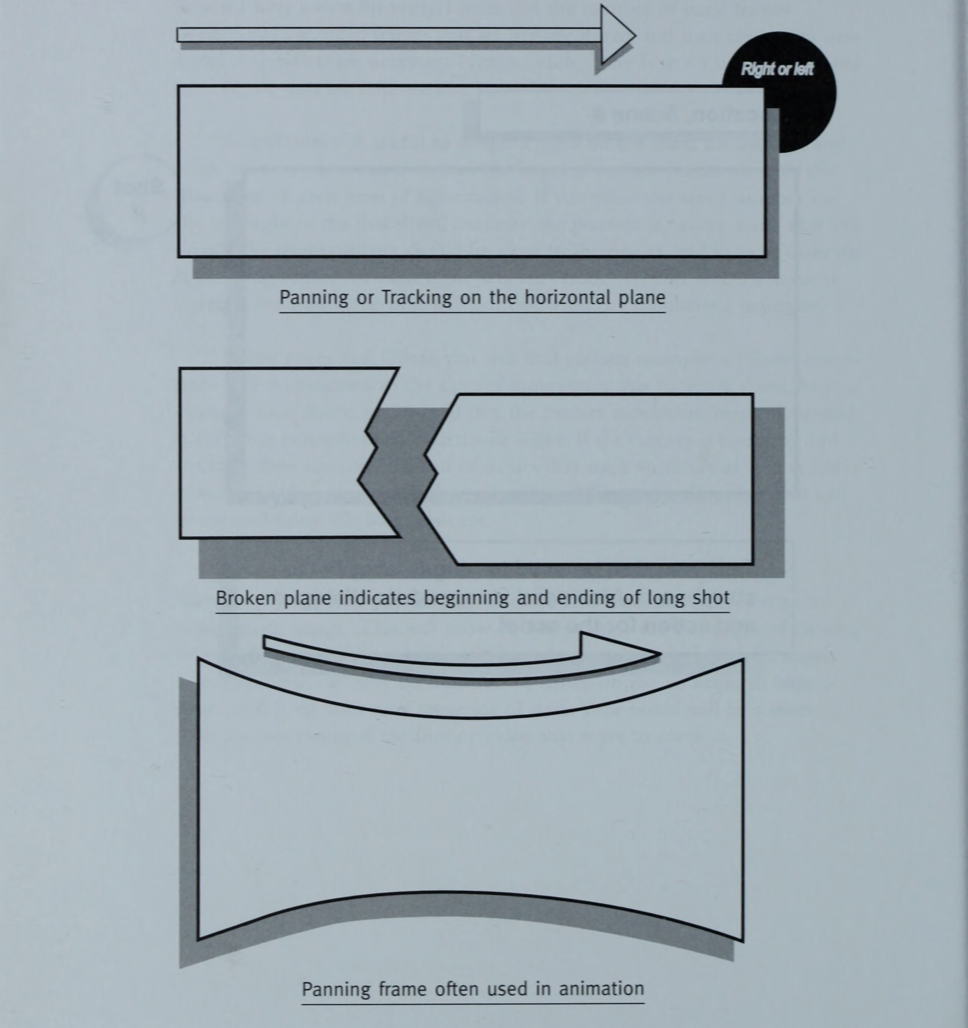 Right or left
Panning or Tracking on the horizontal plane
Broken plane indicates beginning and ending of long shot
Panning frame often used in animation